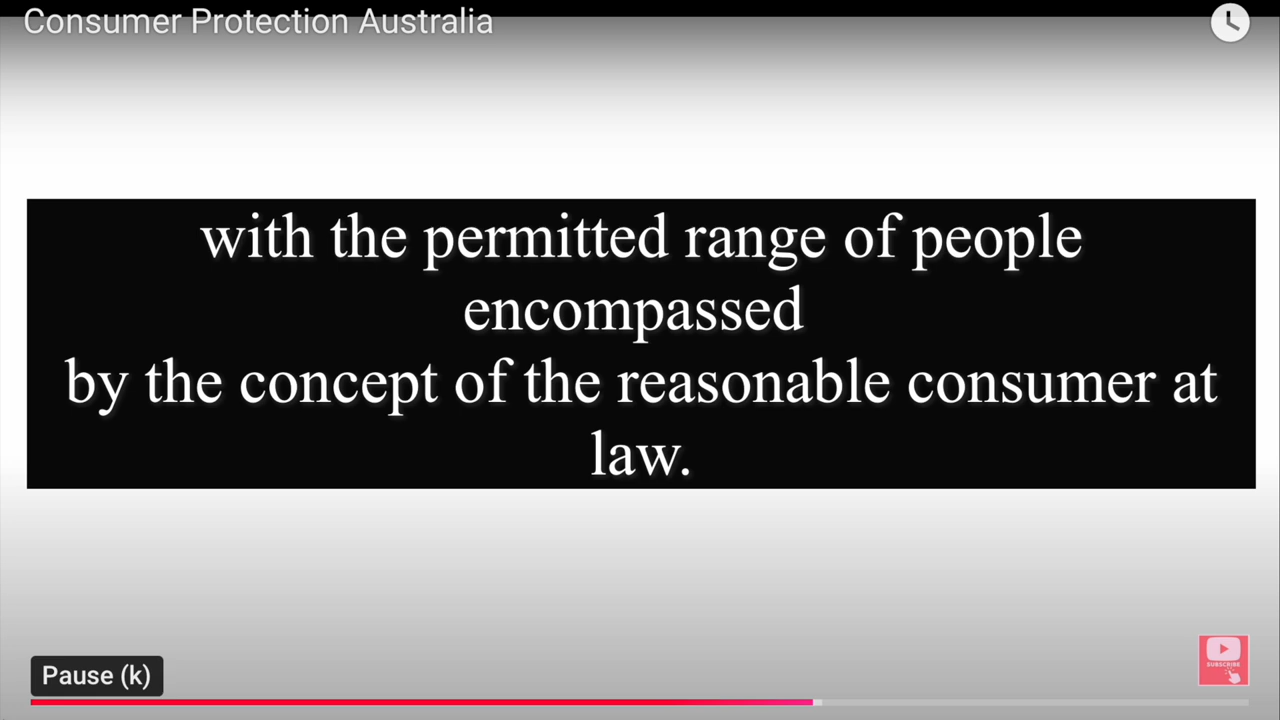 Consumer Protection Australia
with the permitted range of people
encompassed
by the concept of the reasonable consumer at
law.
SUBSCRIBE
Pause (k)